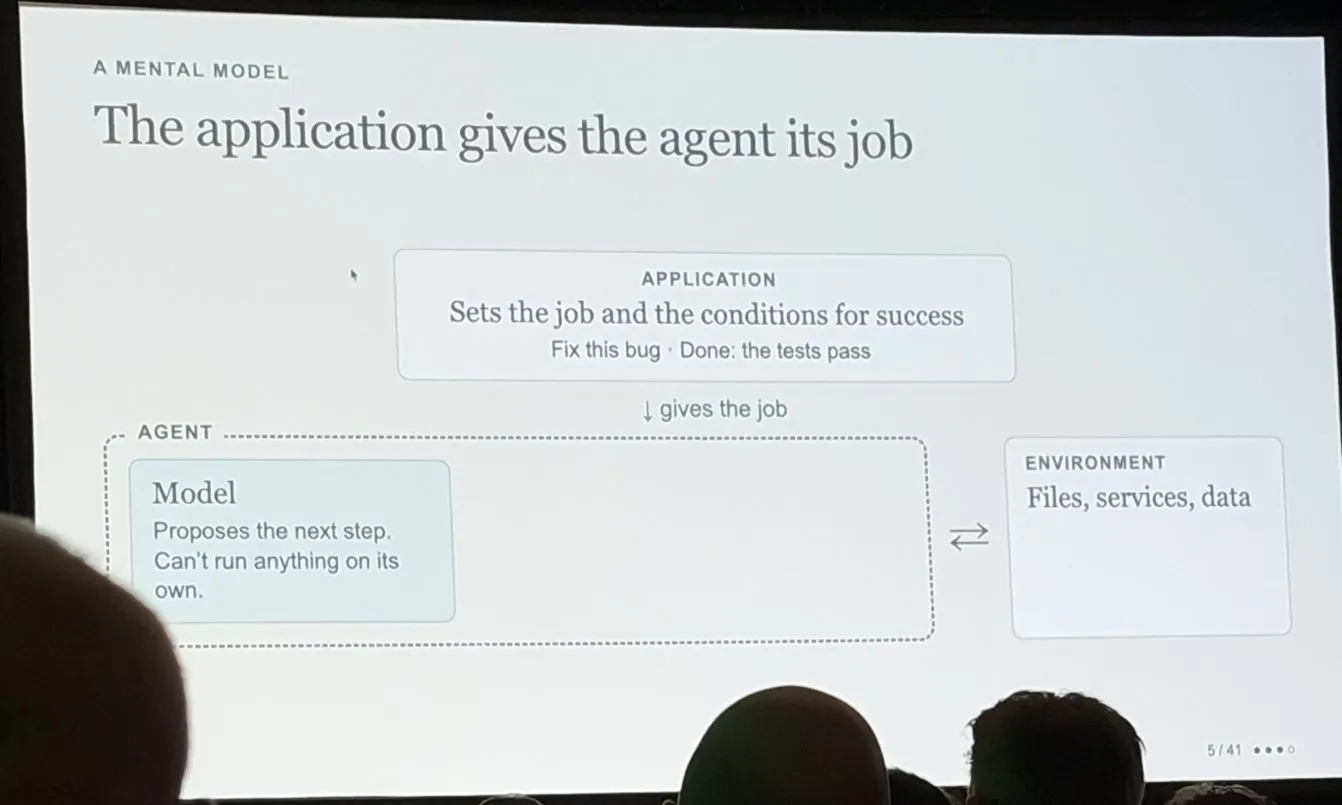 A MENTAL MODEL
The application gives the agent its job
APPLICATION
Sets the job and the conditions for success
Fix this bug · Done: the tests pass
↓ gives the job
AGENT
Model
Proposes the next step.
Can't run anything on its
own.
⇄
ENVIRONMENT
Files, services, data
5/41